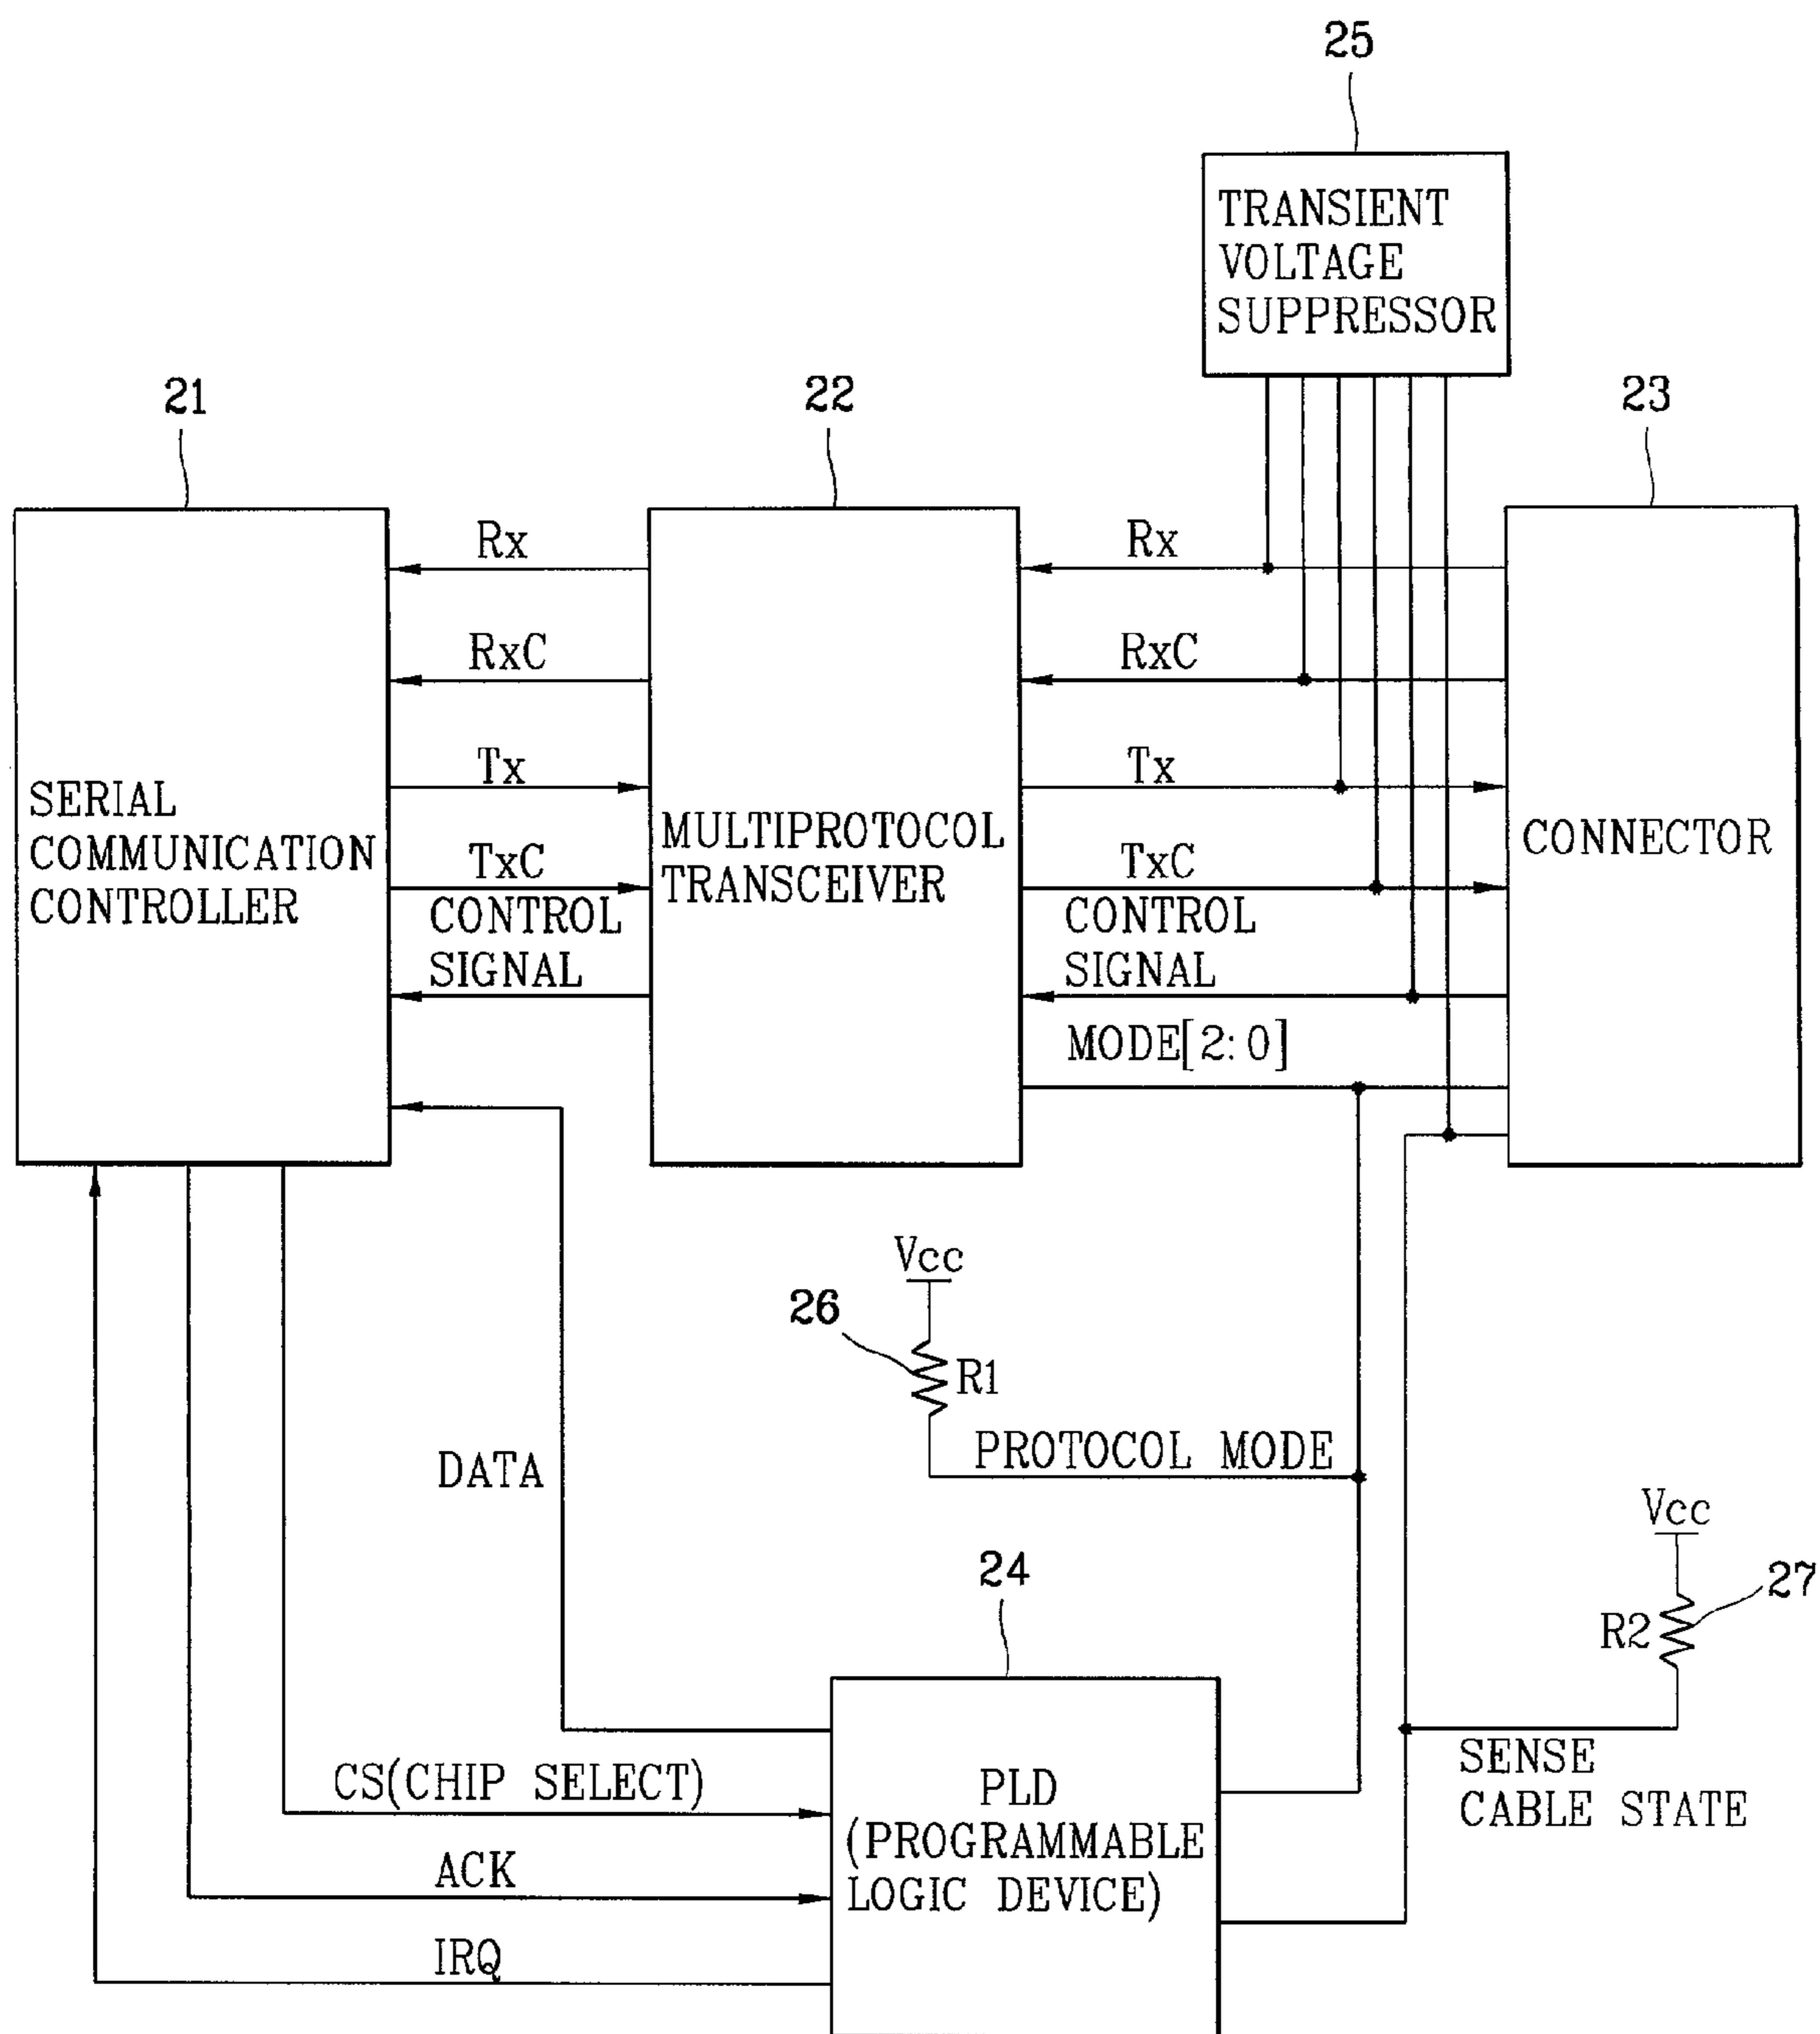 25
TRANSIENT
VOLTAGE
SUPPRESSOR
21
22
23
Rx
Rx
RxC
RxC
Tx
Tx
SERIAL
COMMUNICATION
CONTROLLER
MULTIPROTOCOL
TRANSCEIVER
CONNECTOR
TxC
TxC
CONTROL
SIGNAL
CONTROL
SIGNAL
MODE[2:0]
Vcc
26
R1
PROTOCOL MODE
DATA
Vcc
24
27
R2
SENSE
CABLE STATE
CS(CHIP SELECT)
PLD
(PROGRAMMABLE
LOGIC DEVICE)
ACK
IRQ